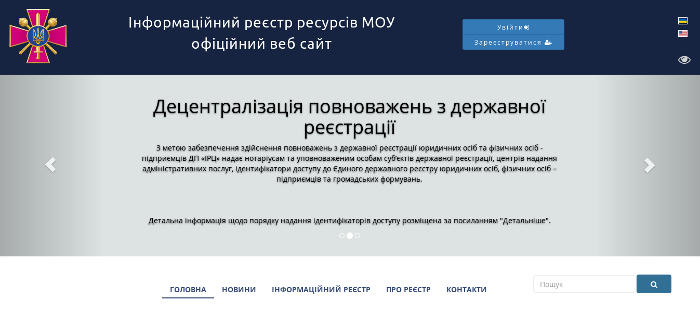 Інформаційний реєстр ресурсів МОУ
офіційний веб сайт
Увійти
Зареєструватися
Децентралізація повноважень з державної
реєстрації
З метою забезпечення здійснення повноважень з державної реєстрації юридичних осіб та фізичних осіб -
підприємців ДП «ІРЦ» надає нотаріусам та уповноваженим особам суб'єктів державної реєстрації, центрів надання
адміністративних послуг, ідентифікатори доступу до Єдиного державного реєстру юридичних осіб, фізичних осіб –
підприємців та громадських формувань.
Детальна інформація щодо порядку надання ідентифікаторів доступу розміщена за посиланням "Детальніше".
ГОЛОВНА НОВИНИ ІНФОРМАЦІЙНИЙ РЕЄСТР ПРО РЕЄСТР КОНТАКТИ
Пошук